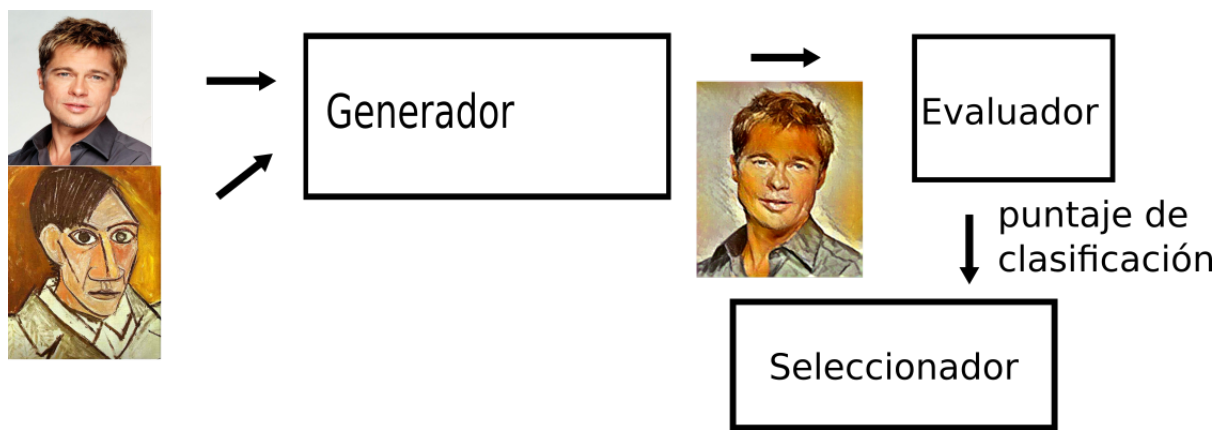 Generador
Evaluador
puntaje de
clasificación
Seleccionador